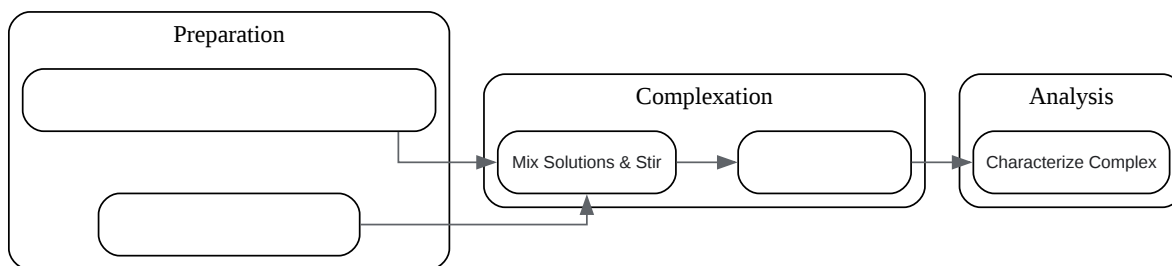 Preparation
Complexation
Analysis
Mix Solutions & Stir
Characterize Complex